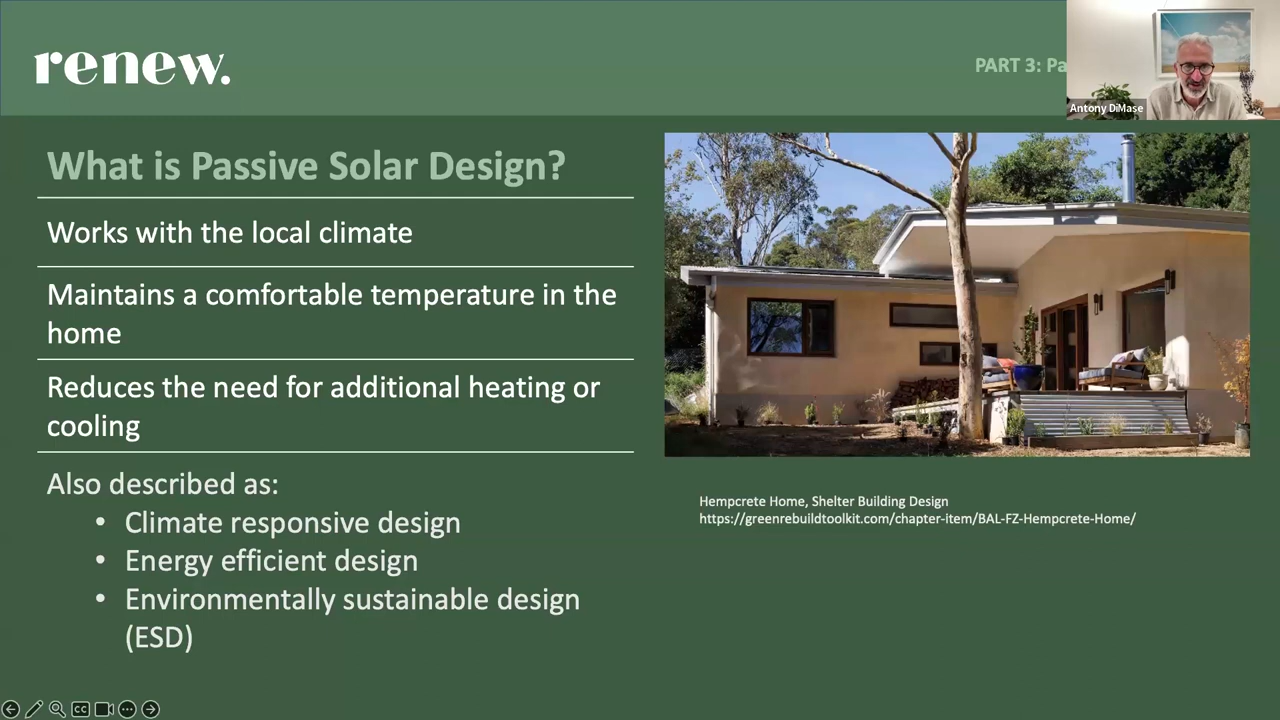 renew.
PART 3: Pa
Antony DiMase
What is Passive Solar Design?
Works with the local climate
Maintains a comfortable temperature in the
home
Reduces the need for additional heating or
cooling
Also described as:
• Climate responsive design
• Energy efficient design
• Environmentally sustainable design
(ESD)
Hempcrete Home, Shelter Building Design
https://greenrebuildtoolkit.com/chapter-item/BAL-FZ-Hempcrete-Home/
CC